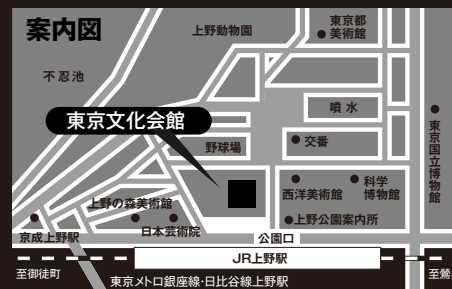 案内図
上野動物園
東京都
美術館
不忍池
噴水
東京文化会館
野球場
交番
東京国立博物館
西洋美術館
科学
博物館
上野の森美術館
上野公園案内所
京成上野駅
日本芸術院
公園口
JR上野駅
至御徒町
東京メトロ銀座線・日比谷線上野駅
至鶯